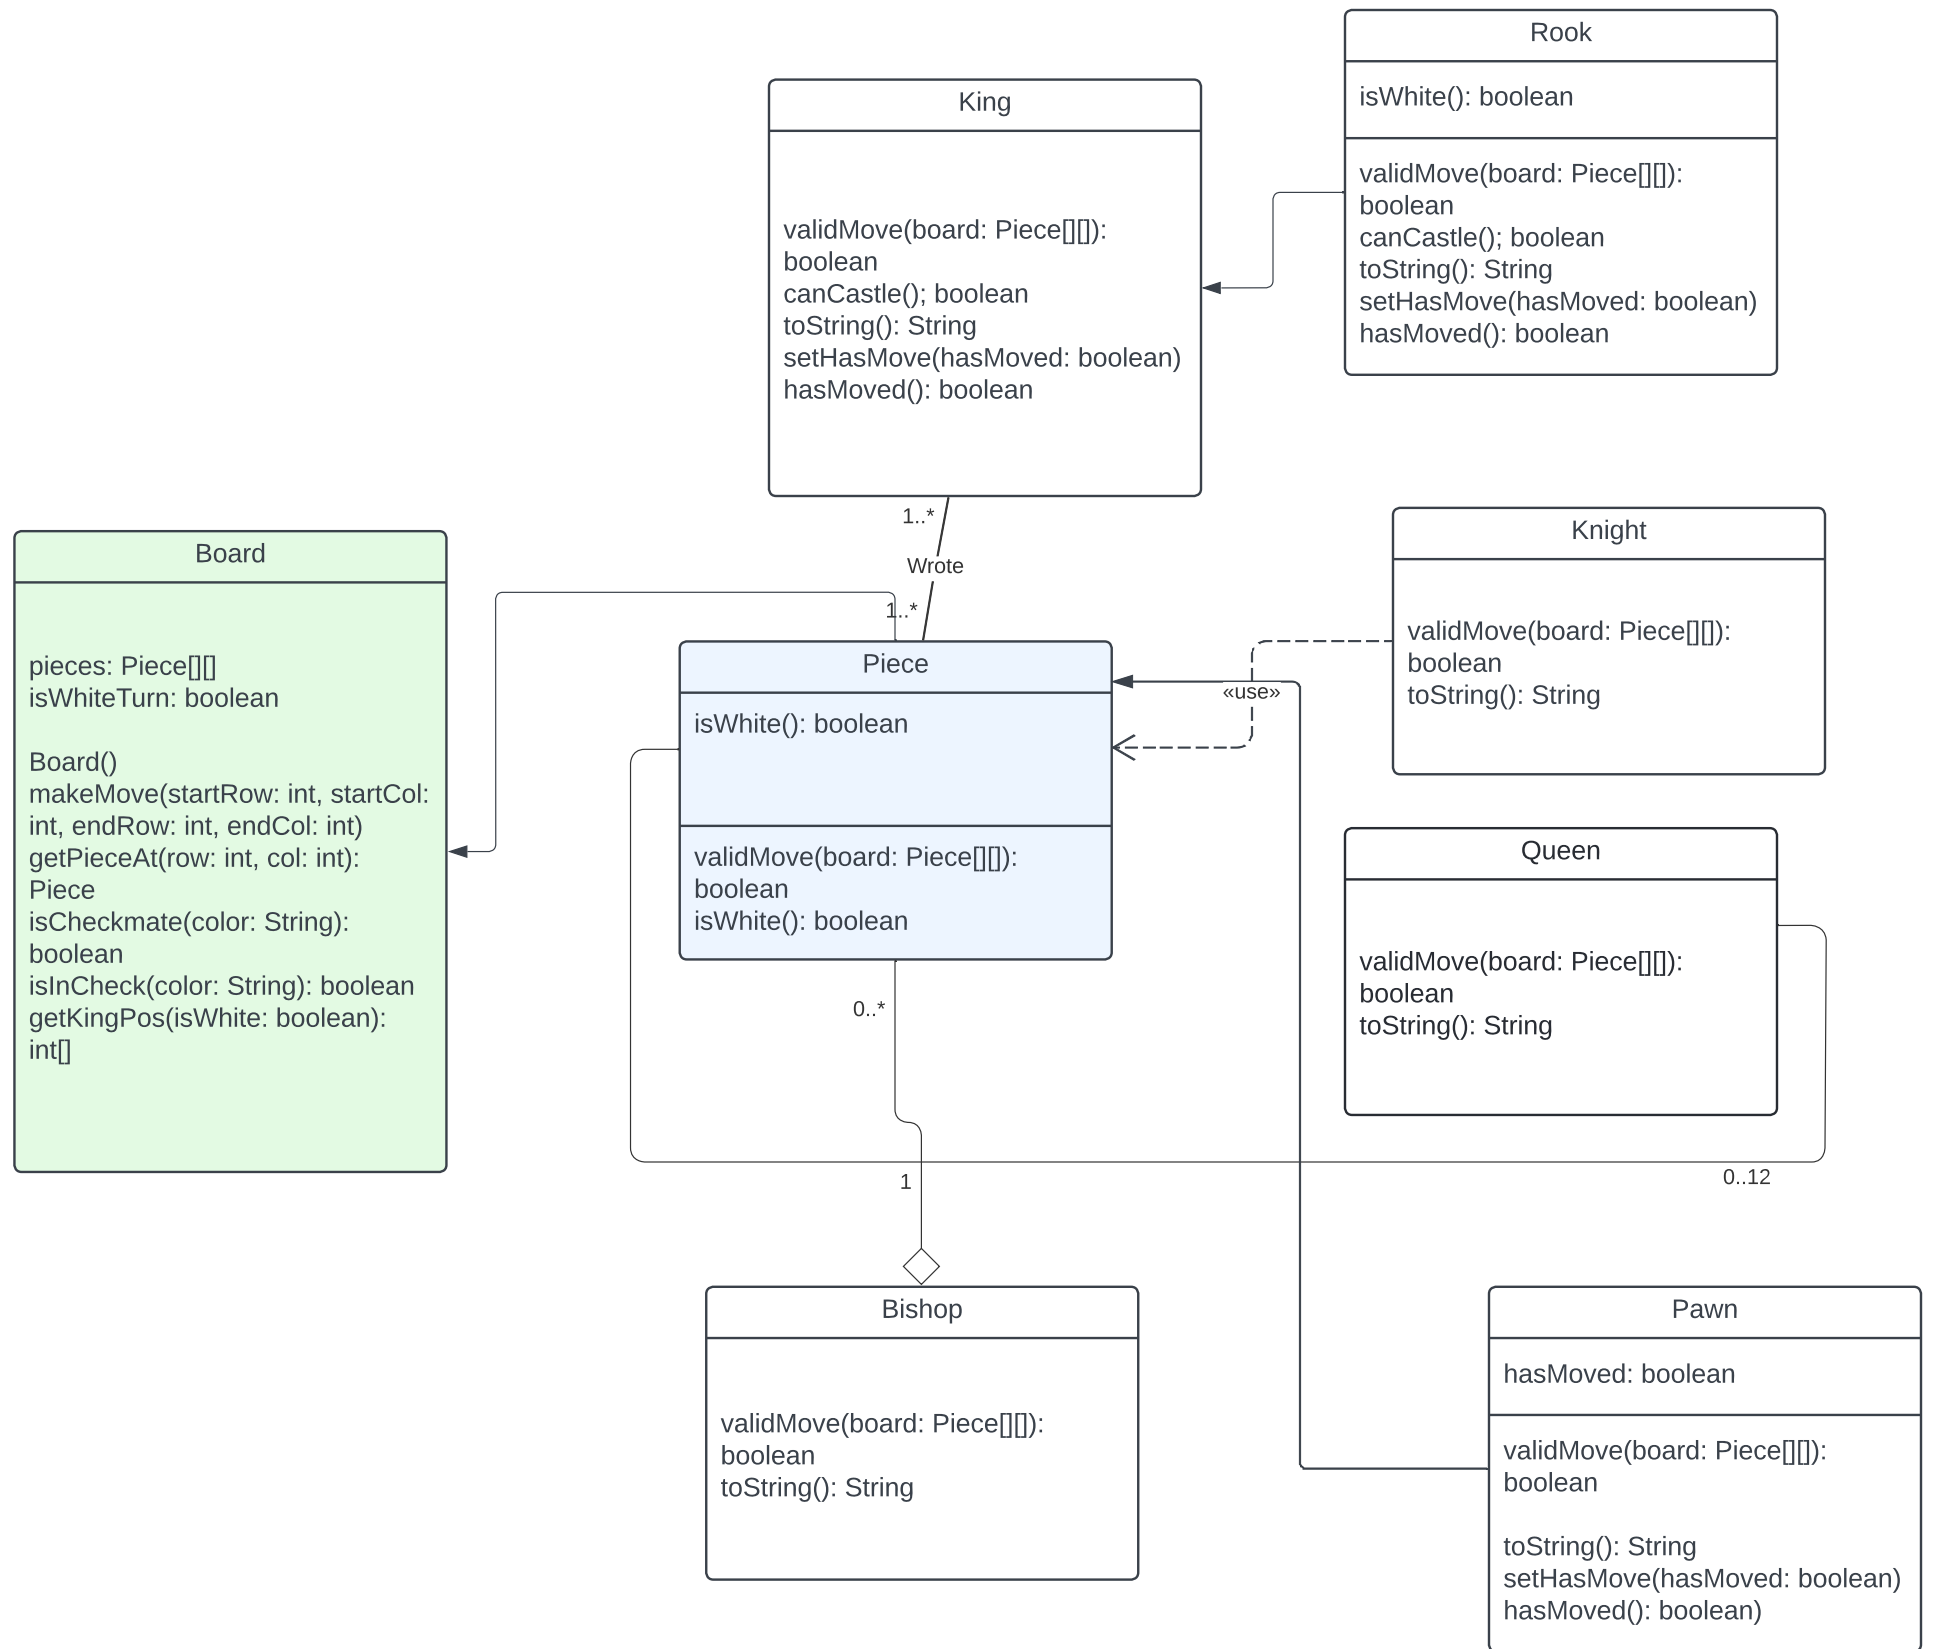 Rook
isWhite(): boolean
validMove(board: Piece[][]):
boolean
canCastle(); boolean
toString(): String
setHasMove(hasMoved: boolean)
hasMoved(): boolean
King
validMove(board: Piece[][]):
boolean
canCastle(); boolean
toString(): String
setHasMove(hasMoved: boolean)
hasMoved(): boolean
1..*
Wrote
1..*
Board
pieces: Piece[][]
isWhiteTurn: boolean
Board()
makeMove(startRow: int, startCol:
int, endRow: int, endCol: int)
getPieceAt(row: int, col: int):
Piece
isCheckmate(color: String):
boolean
isInCheck(color: String): boolean
getKingPos(isWhite: boolean):
int[]
Piece
isWhite(): boolean
validMove(board: Piece[][]):
boolean
isWhite(): boolean
«use»
Knight
validMove(board: Piece[][]):
boolean
toString(): String
Queen
validMove(board: Piece[][]):
boolean
toString(): String
0..*
1
0..12
Bishop
validMove(board: Piece[][]):
boolean
toString(): String
Pawn
hasMoved: boolean
validMove(board: Piece[][]):
boolean
toString(): String
setHasMove(hasMoved: boolean)
hasMoved(): boolean)